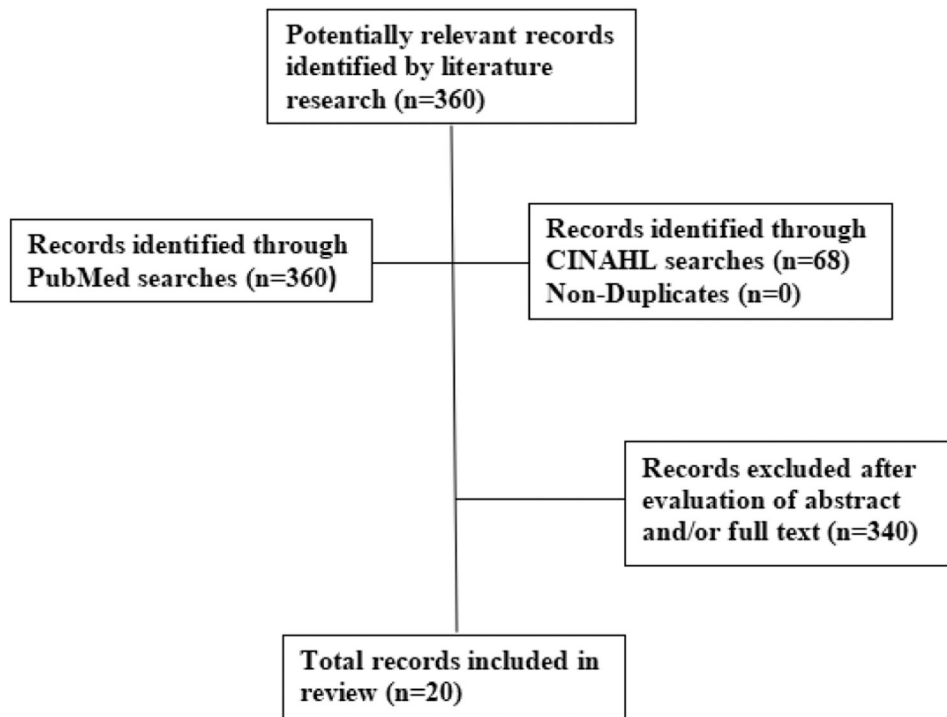 Potentially relevant records
identified by literature
research (n=360)
Records identified through
PubMed searches (n=360)
Records identified through
CINAHL searches (n=68)
Non-Duplicates (n=0)
Records excluded after
evaluation of abstract
and/or full text (n=340)
Total records included in
review (n=20)